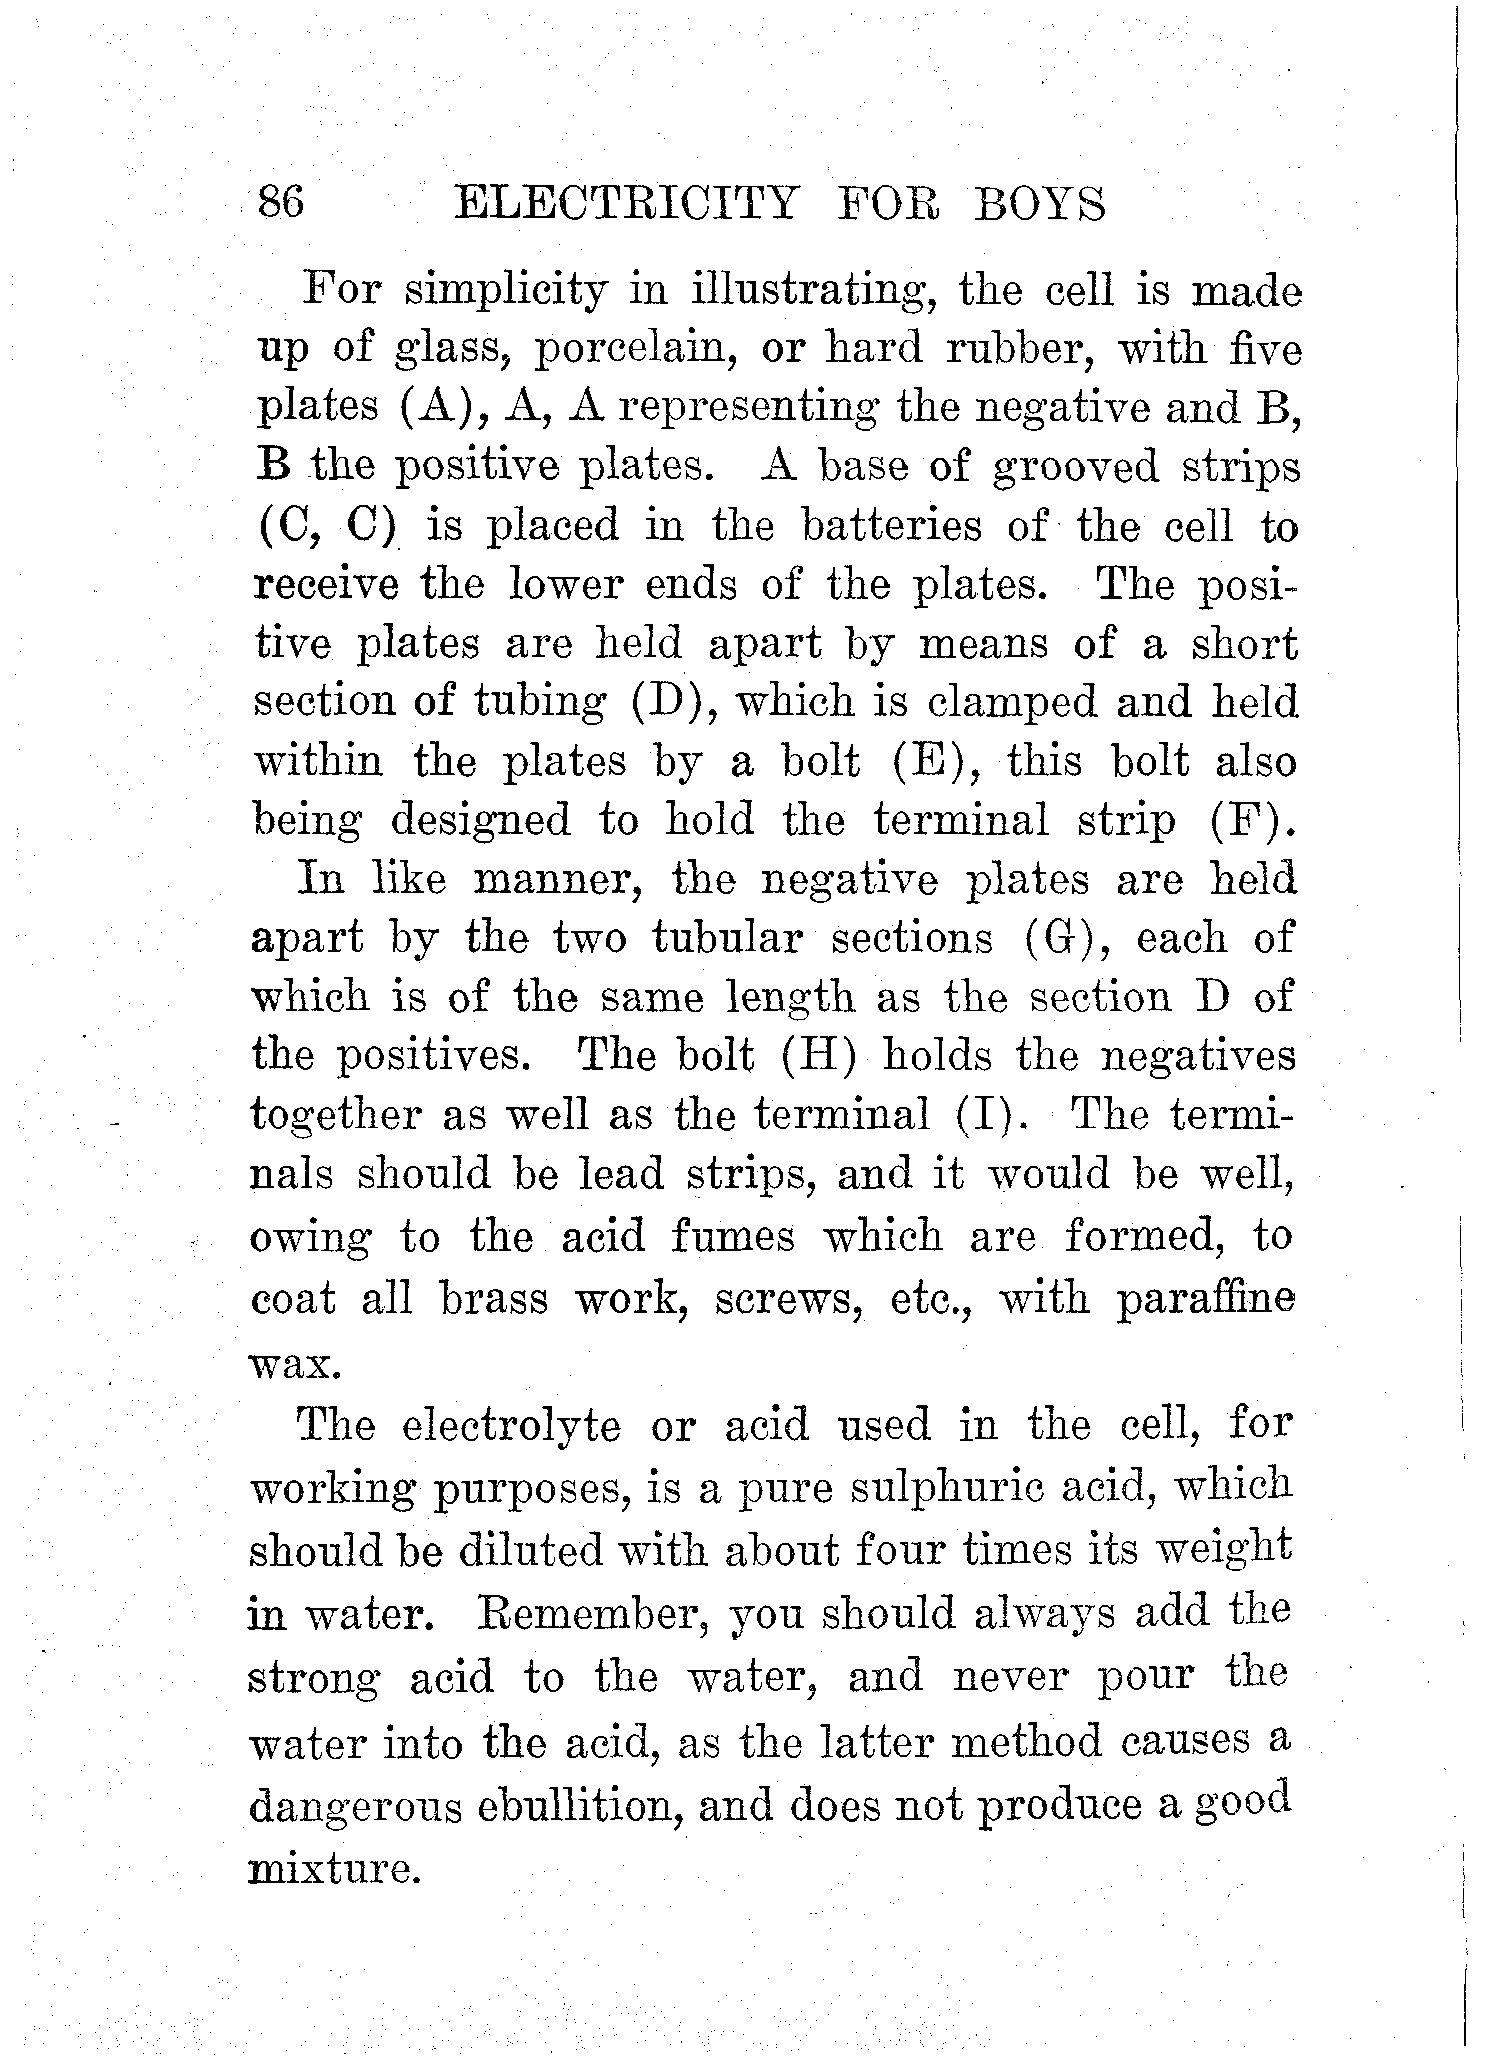 86 ELECTRICITY FOR BOYS
For simplicity in illustrating, the cell is made
up of glass, porcelain, or hard rubber, with five
plates (A), A, A representing the negative and B,
B the positive plates. A base of grooved strips
(C, C) is placed in the batteries of the cell to
receive the lower ends of the plates. The posi-
tive plates are held apart by means of a short
section of tubing (D), which is clamped and held
within the plates by a bolt (E), this bolt also
being designed to hold the terminal strip (F).
In like manner, the negative plates are held
apart by the two tubular sections (G), each of
which is of the same length as the section D of
the positives. The bolt (H) holds the negatives
together as well as the terminal (I). The termi-
nals should be lead strips, and it would be well,
owing to the acid fumes which are formed, to
coat all brass work, screws, etc., with paraffine
wax.
The electrolyte or acid used in the cell, for
working purposes, is a pure sulphuric acid, which
should be diluted with about four times its weight
in water. Remember, you should always add the
strong acid to the water, and never pour the
water into the acid, as the latter method causes a
dangerous ebullition, and does not produce a good
mixture.